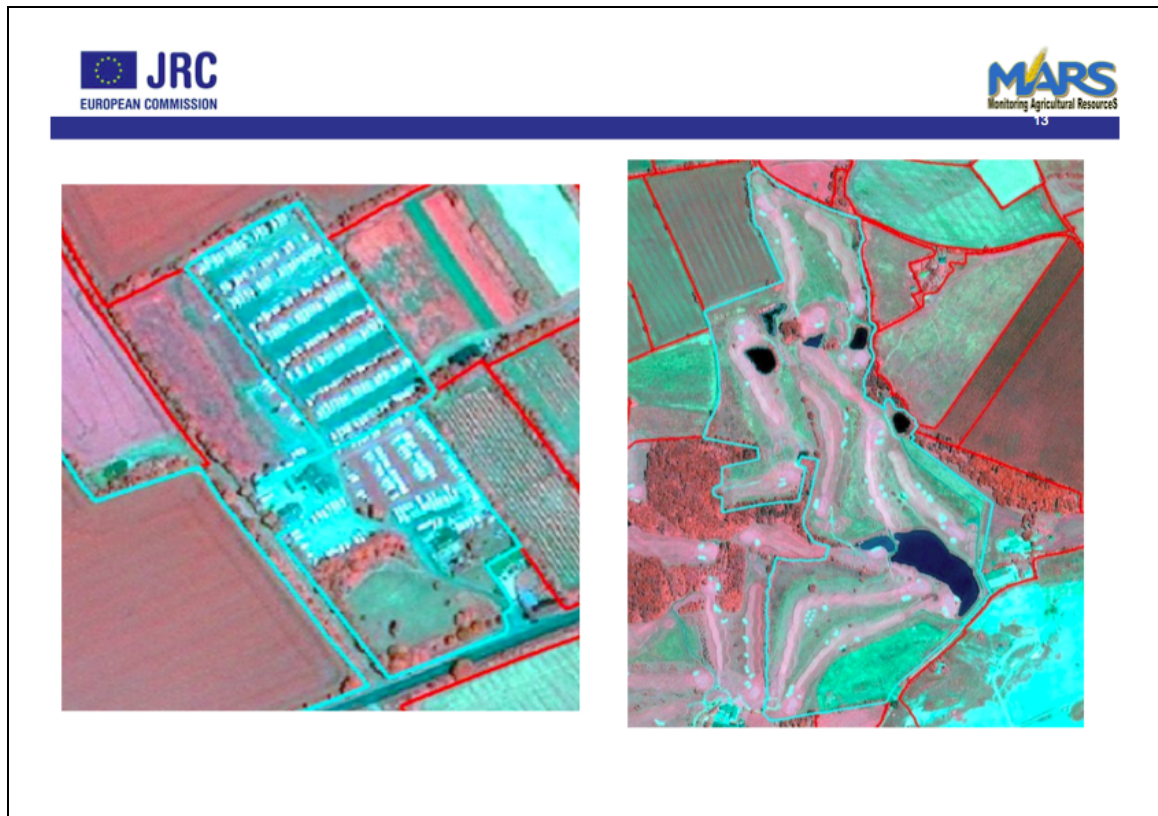 JRC
EUROPEAN COMMISSION
MARS
Monitoring Agricultural ResourceS
13